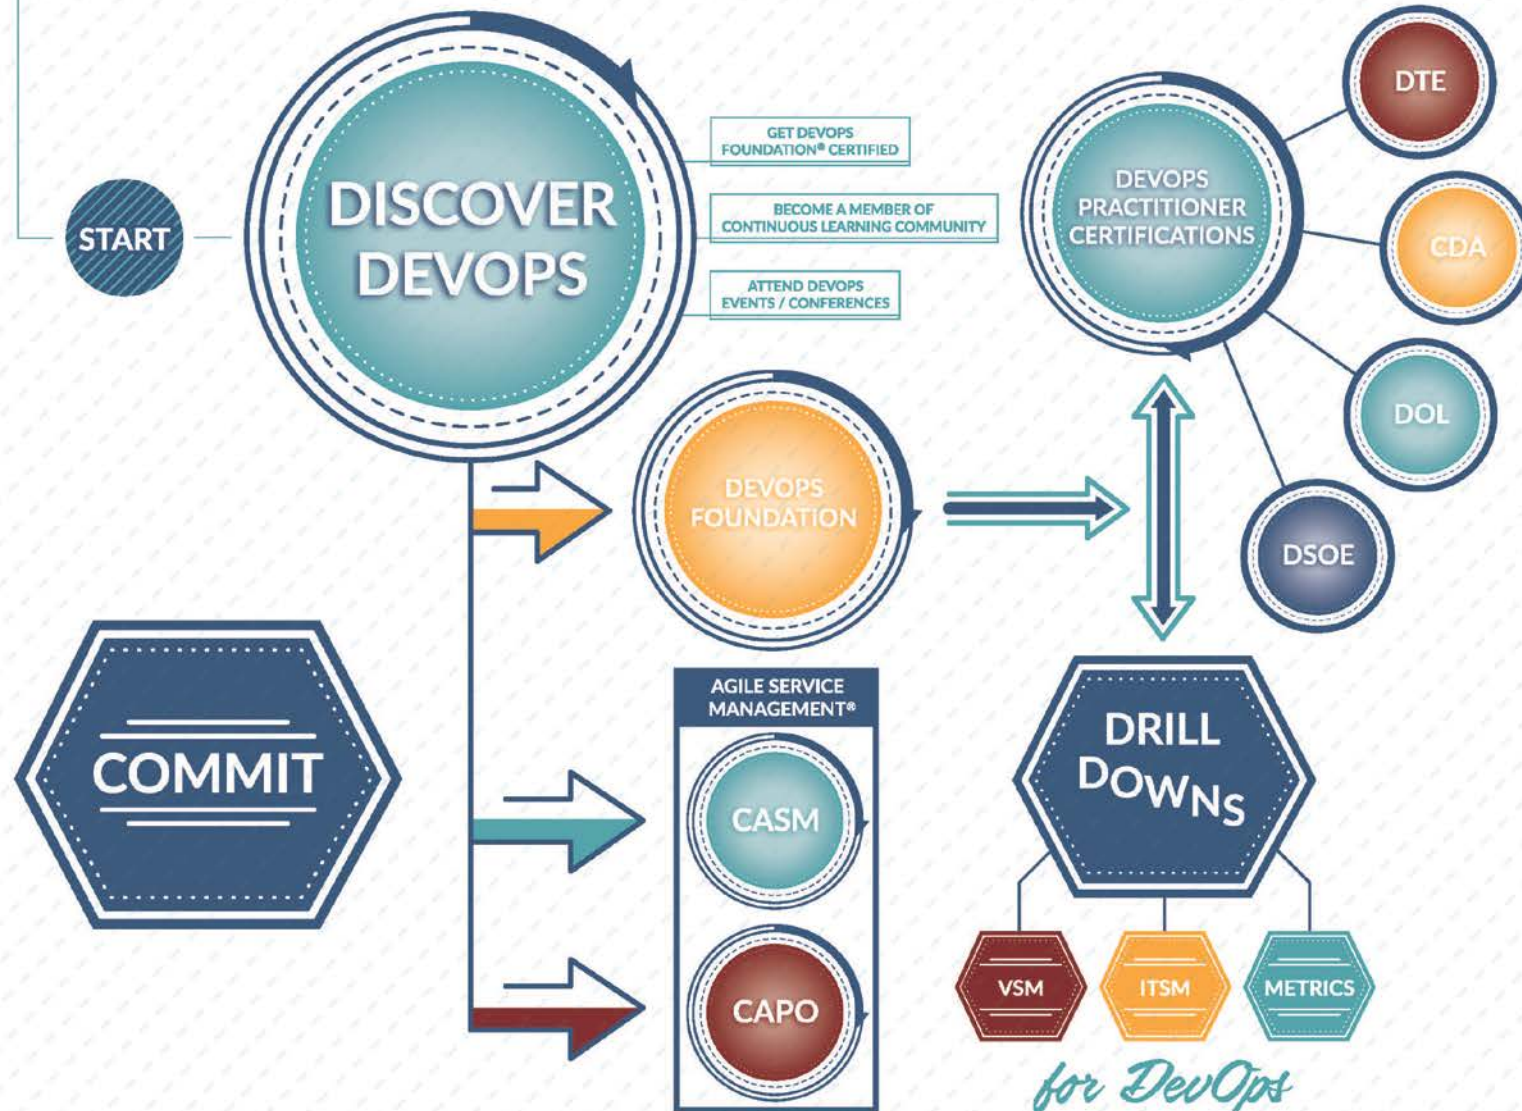 START
DISCOVER
DEVOPS
GET DEVOPS
FOUNDATION® CERTIFIED
BECOME A MEMBER OF
CONTINUOUS LEARNING COMMUNITY
ATTEND DEVOPS
EVENTS / CONFERENCES
DEVOPS
PRACTITIONER
CERTIFICATIONS
DTE
CDA
DOL
DSOE
DEVOPS
FOUNDATION
COMMIT
AGILE SERVICE
MANAGEMENT®
CASM
CAPO
DRILL
DOWNS
VSM
ITSM
METRICS
for DevOps